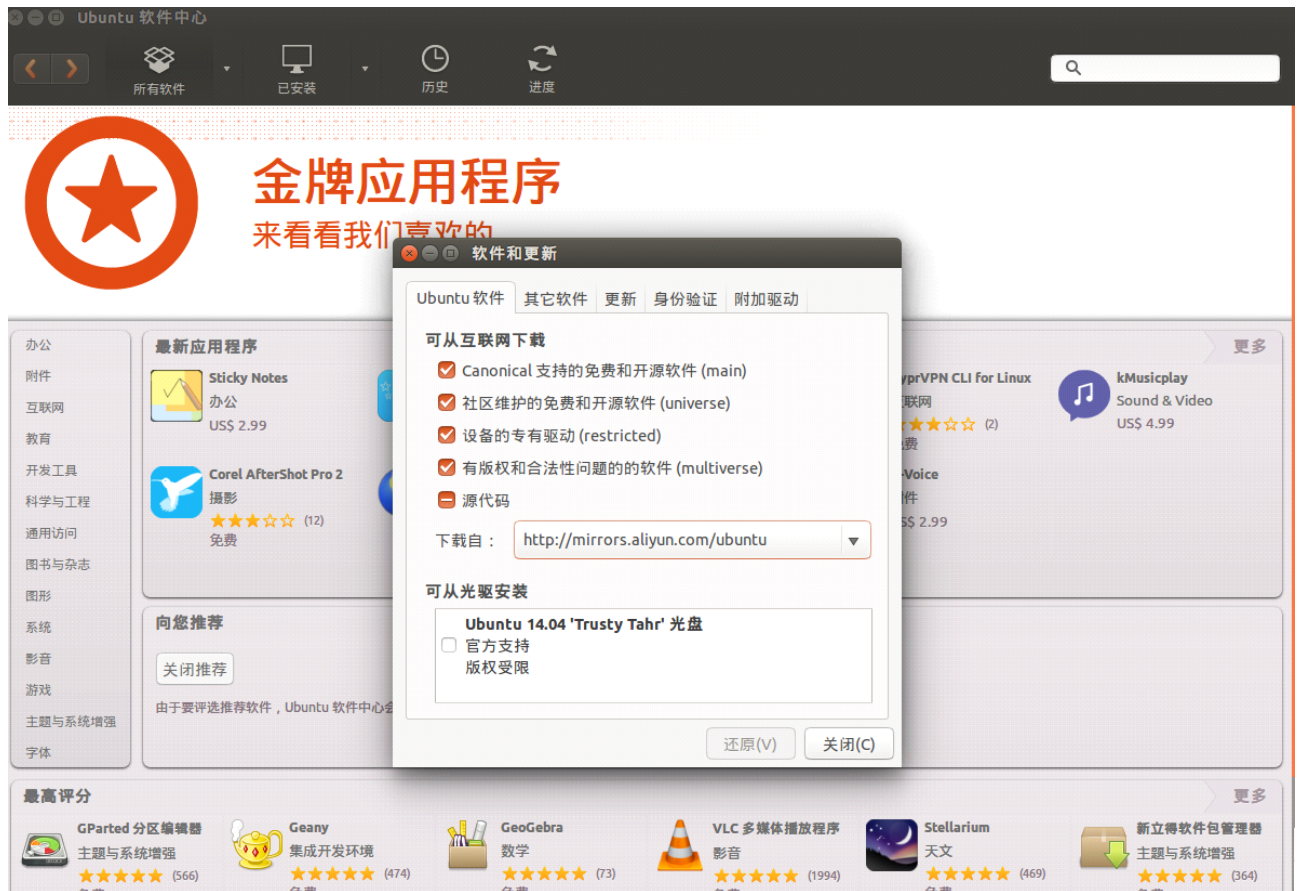 Ubuntu 软件中心
所有软件
已安装
历史
进度
金牌应用程序
来看看我们喜欢的
软件和更新
Ubuntu 软件
其它软件
更新
身份验证
附加驱动
可从互联网下载
Canonical 支持的免费和开源软件 (main)
社区维护的免费和开源软件 (universe)
设备的专有驱动 (restricted)
有版权和合法性问题的的软件 (multiverse)
源代码
下载自：
http://mirrors.aliyun.com/ubuntu
可从光驱安装
Ubuntu 14.04 'Trusty Tahr' 光盘
官方支持
版权受限
还原(V)
关闭(C)
办公
附件
互联网
教育
开发工具
科学与工程
通用访问
图书与杂志
图形
系统
影音
游戏
主题与系统增强
字体
最新应用程序
更多
Sticky Notes
办公
US$ 2.99
Corel AfterShot Pro 2
摄影
(12)
免费
yprVPN CLI for Linux
联网
(2)
费
kMusicplay
Sound & Video
US$ 4.99
-Voice
件
S$ 2.99
向您推荐
关闭推荐
由于要评选推荐软件，Ubuntu 软件中心会
最高评分
更多
GParted 分区编辑器
主题与系统增强
(566)
Geany
集成开发环境
(474)
GeoGebra
数学
(73)
VLC 多媒体播放程序
影音
(1994)
Stellarium
天文
(469)
新立得软件包管理器
主题与系统增强
(364)